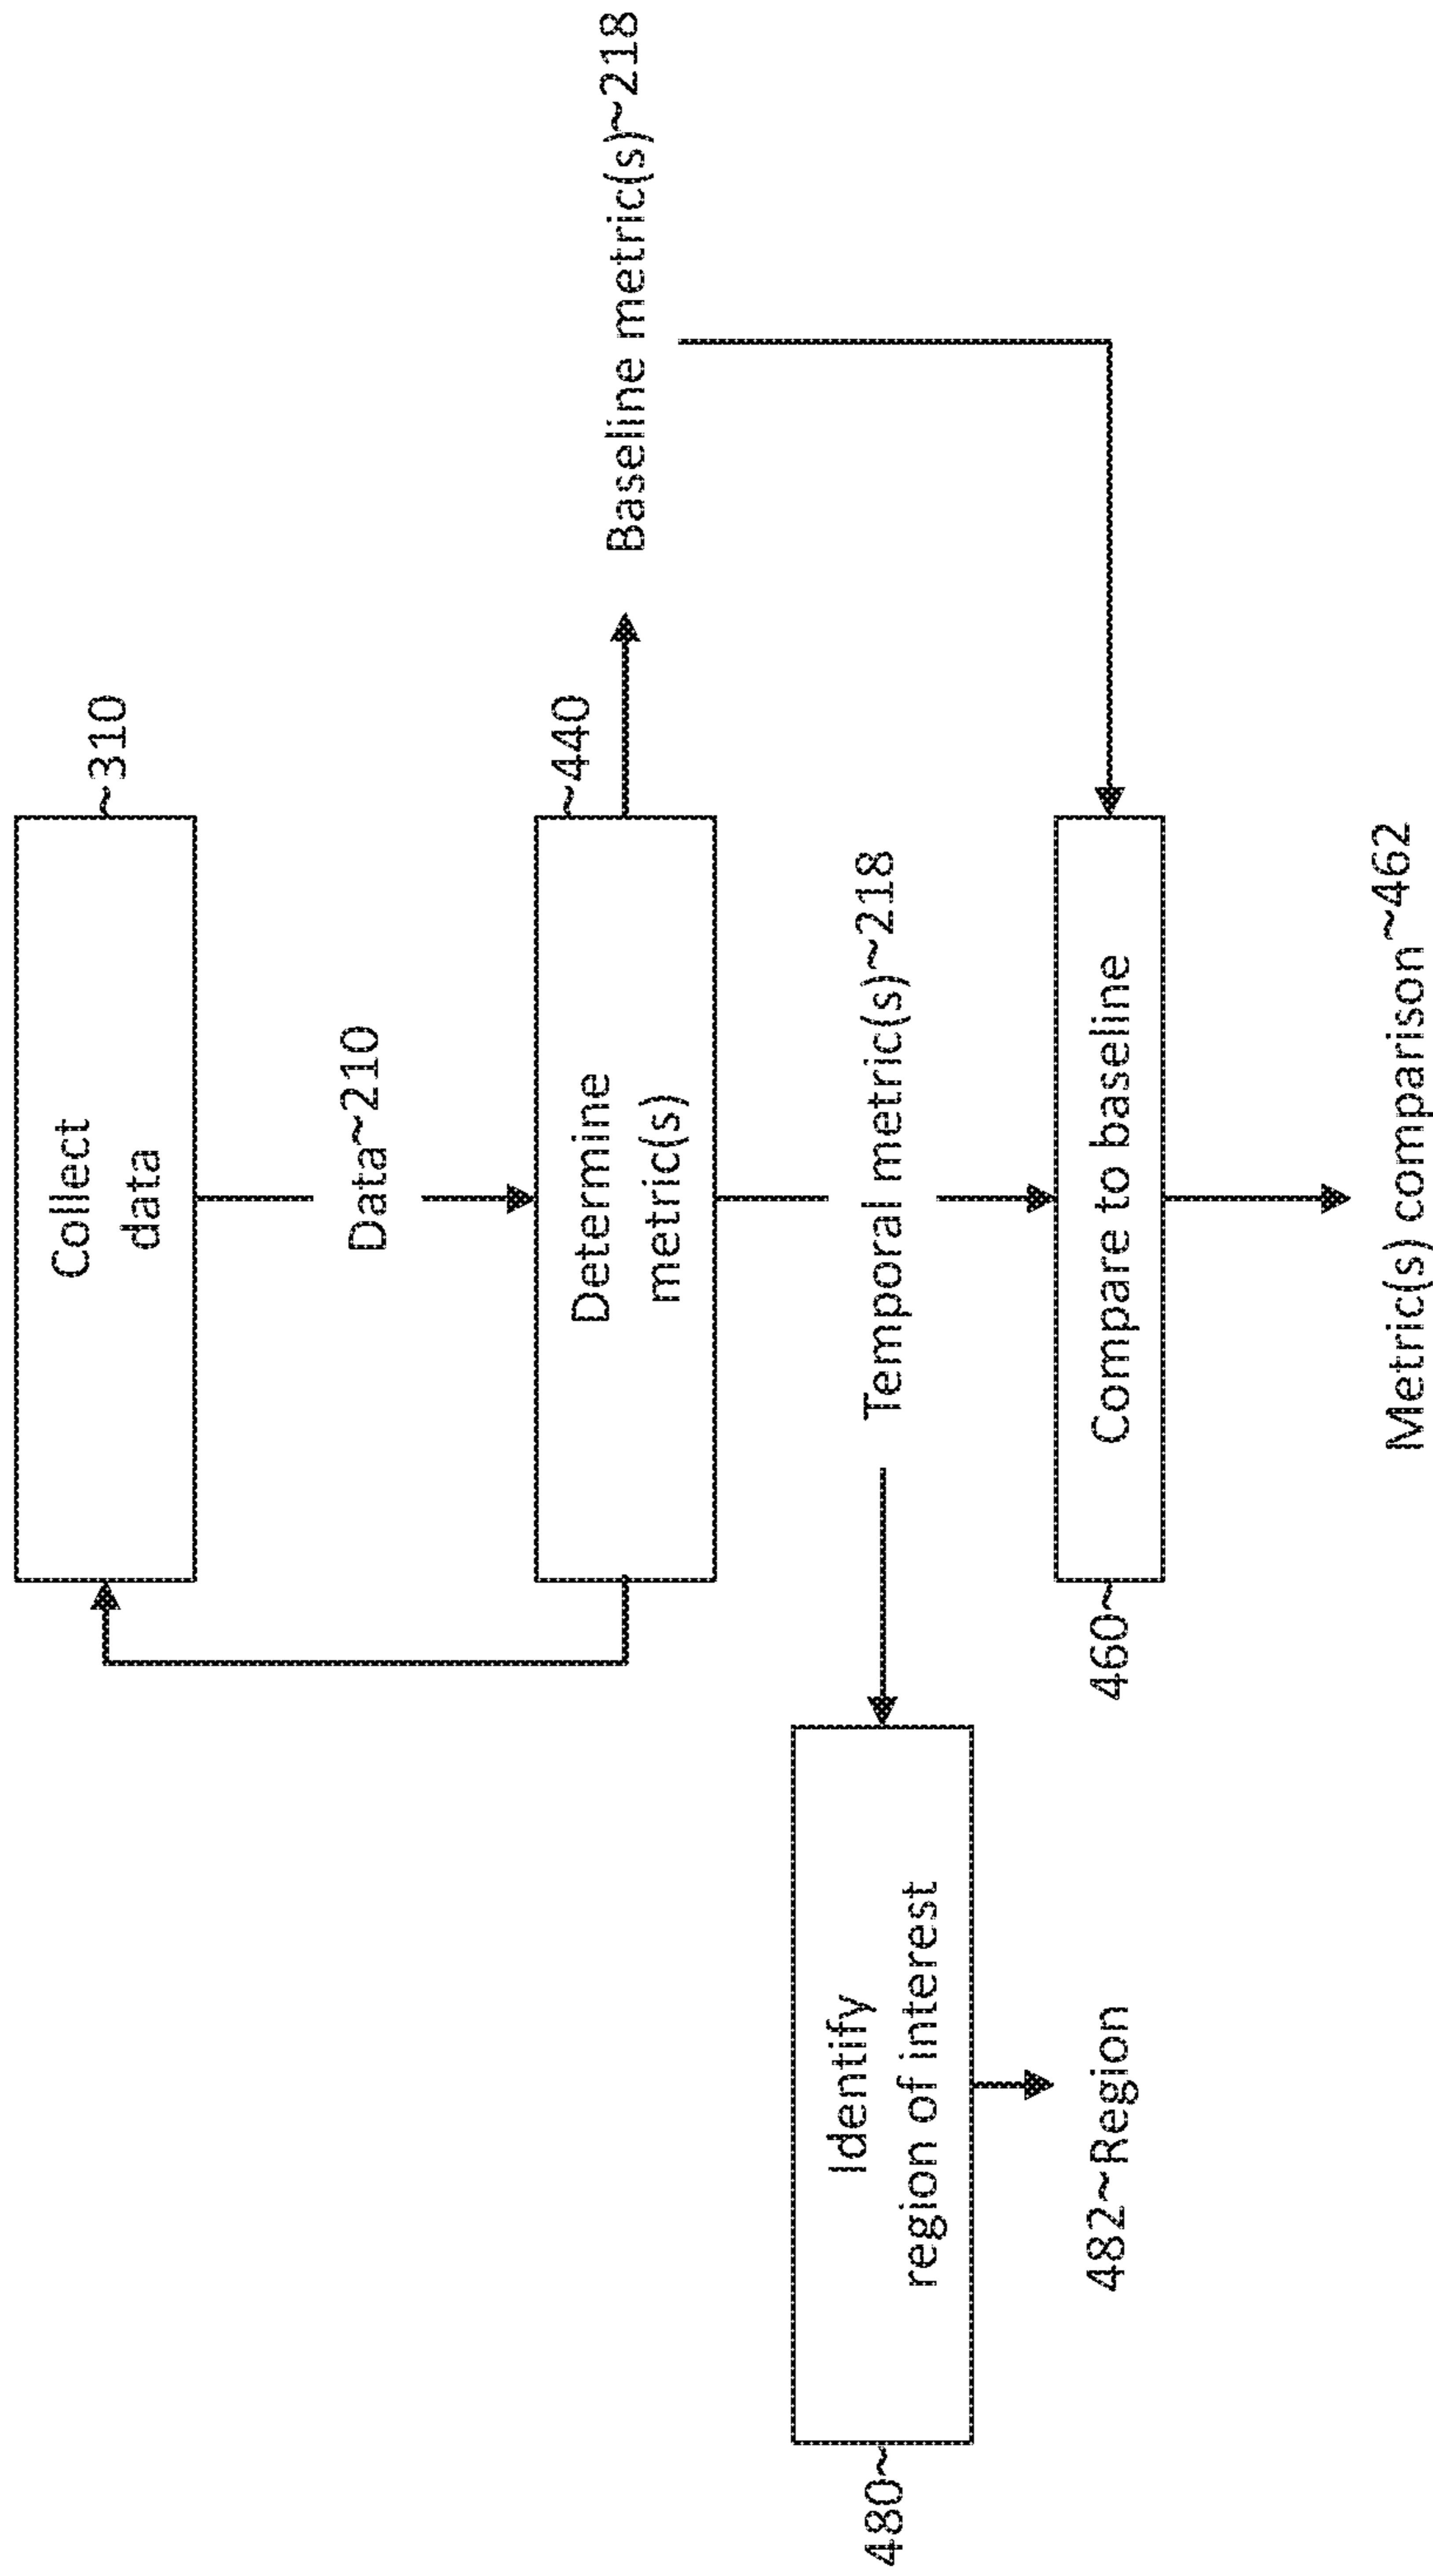 Collect
data
~310
Data~210
Determine
metric(s)
~440
Baseline metric(s)~218
Temporal metric(s)~218
Identify
region of interest
480~
482~Region
Compare to baseline
460~
Metric(s) comparison~462